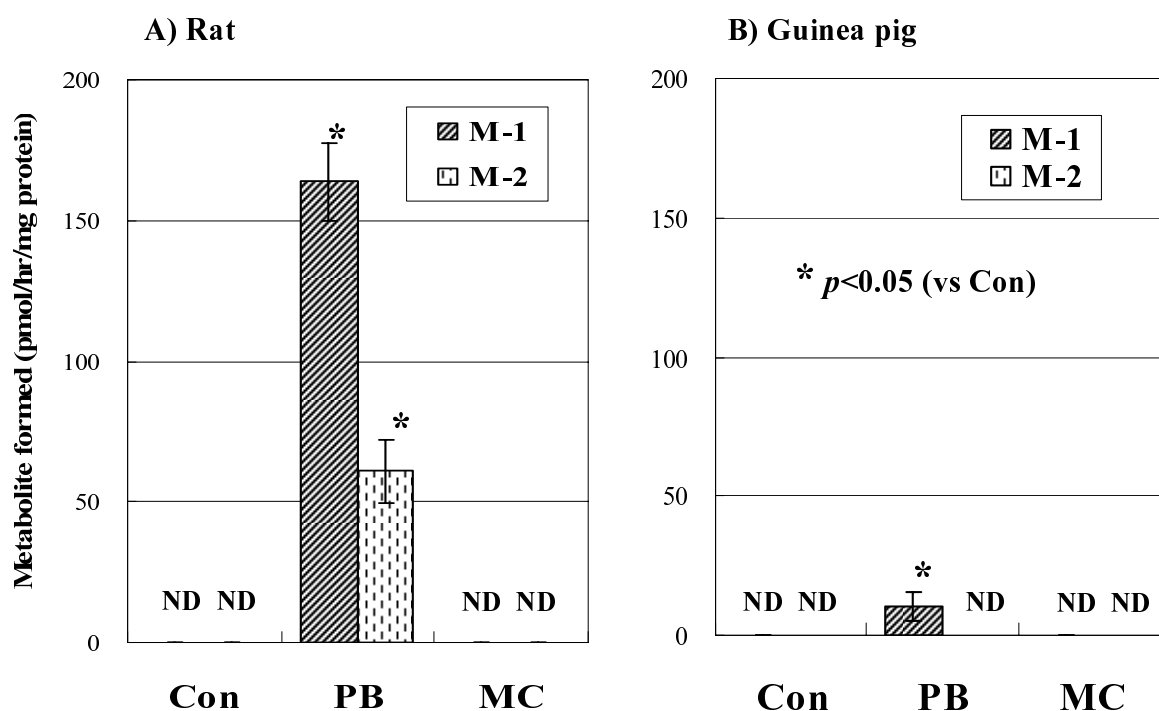 A) Rat
B) Guinea pig
Metabolite formed (pmol/hr/mg protein)
200
150
100
50
0
M-1
M-2
*
*
ND ND
ND ND
Con PB MC
200
150
100
50
0
M-1
M-2
* p<0.05 (vs Con)
*
ND ND
ND
ND ND
Con PB MC